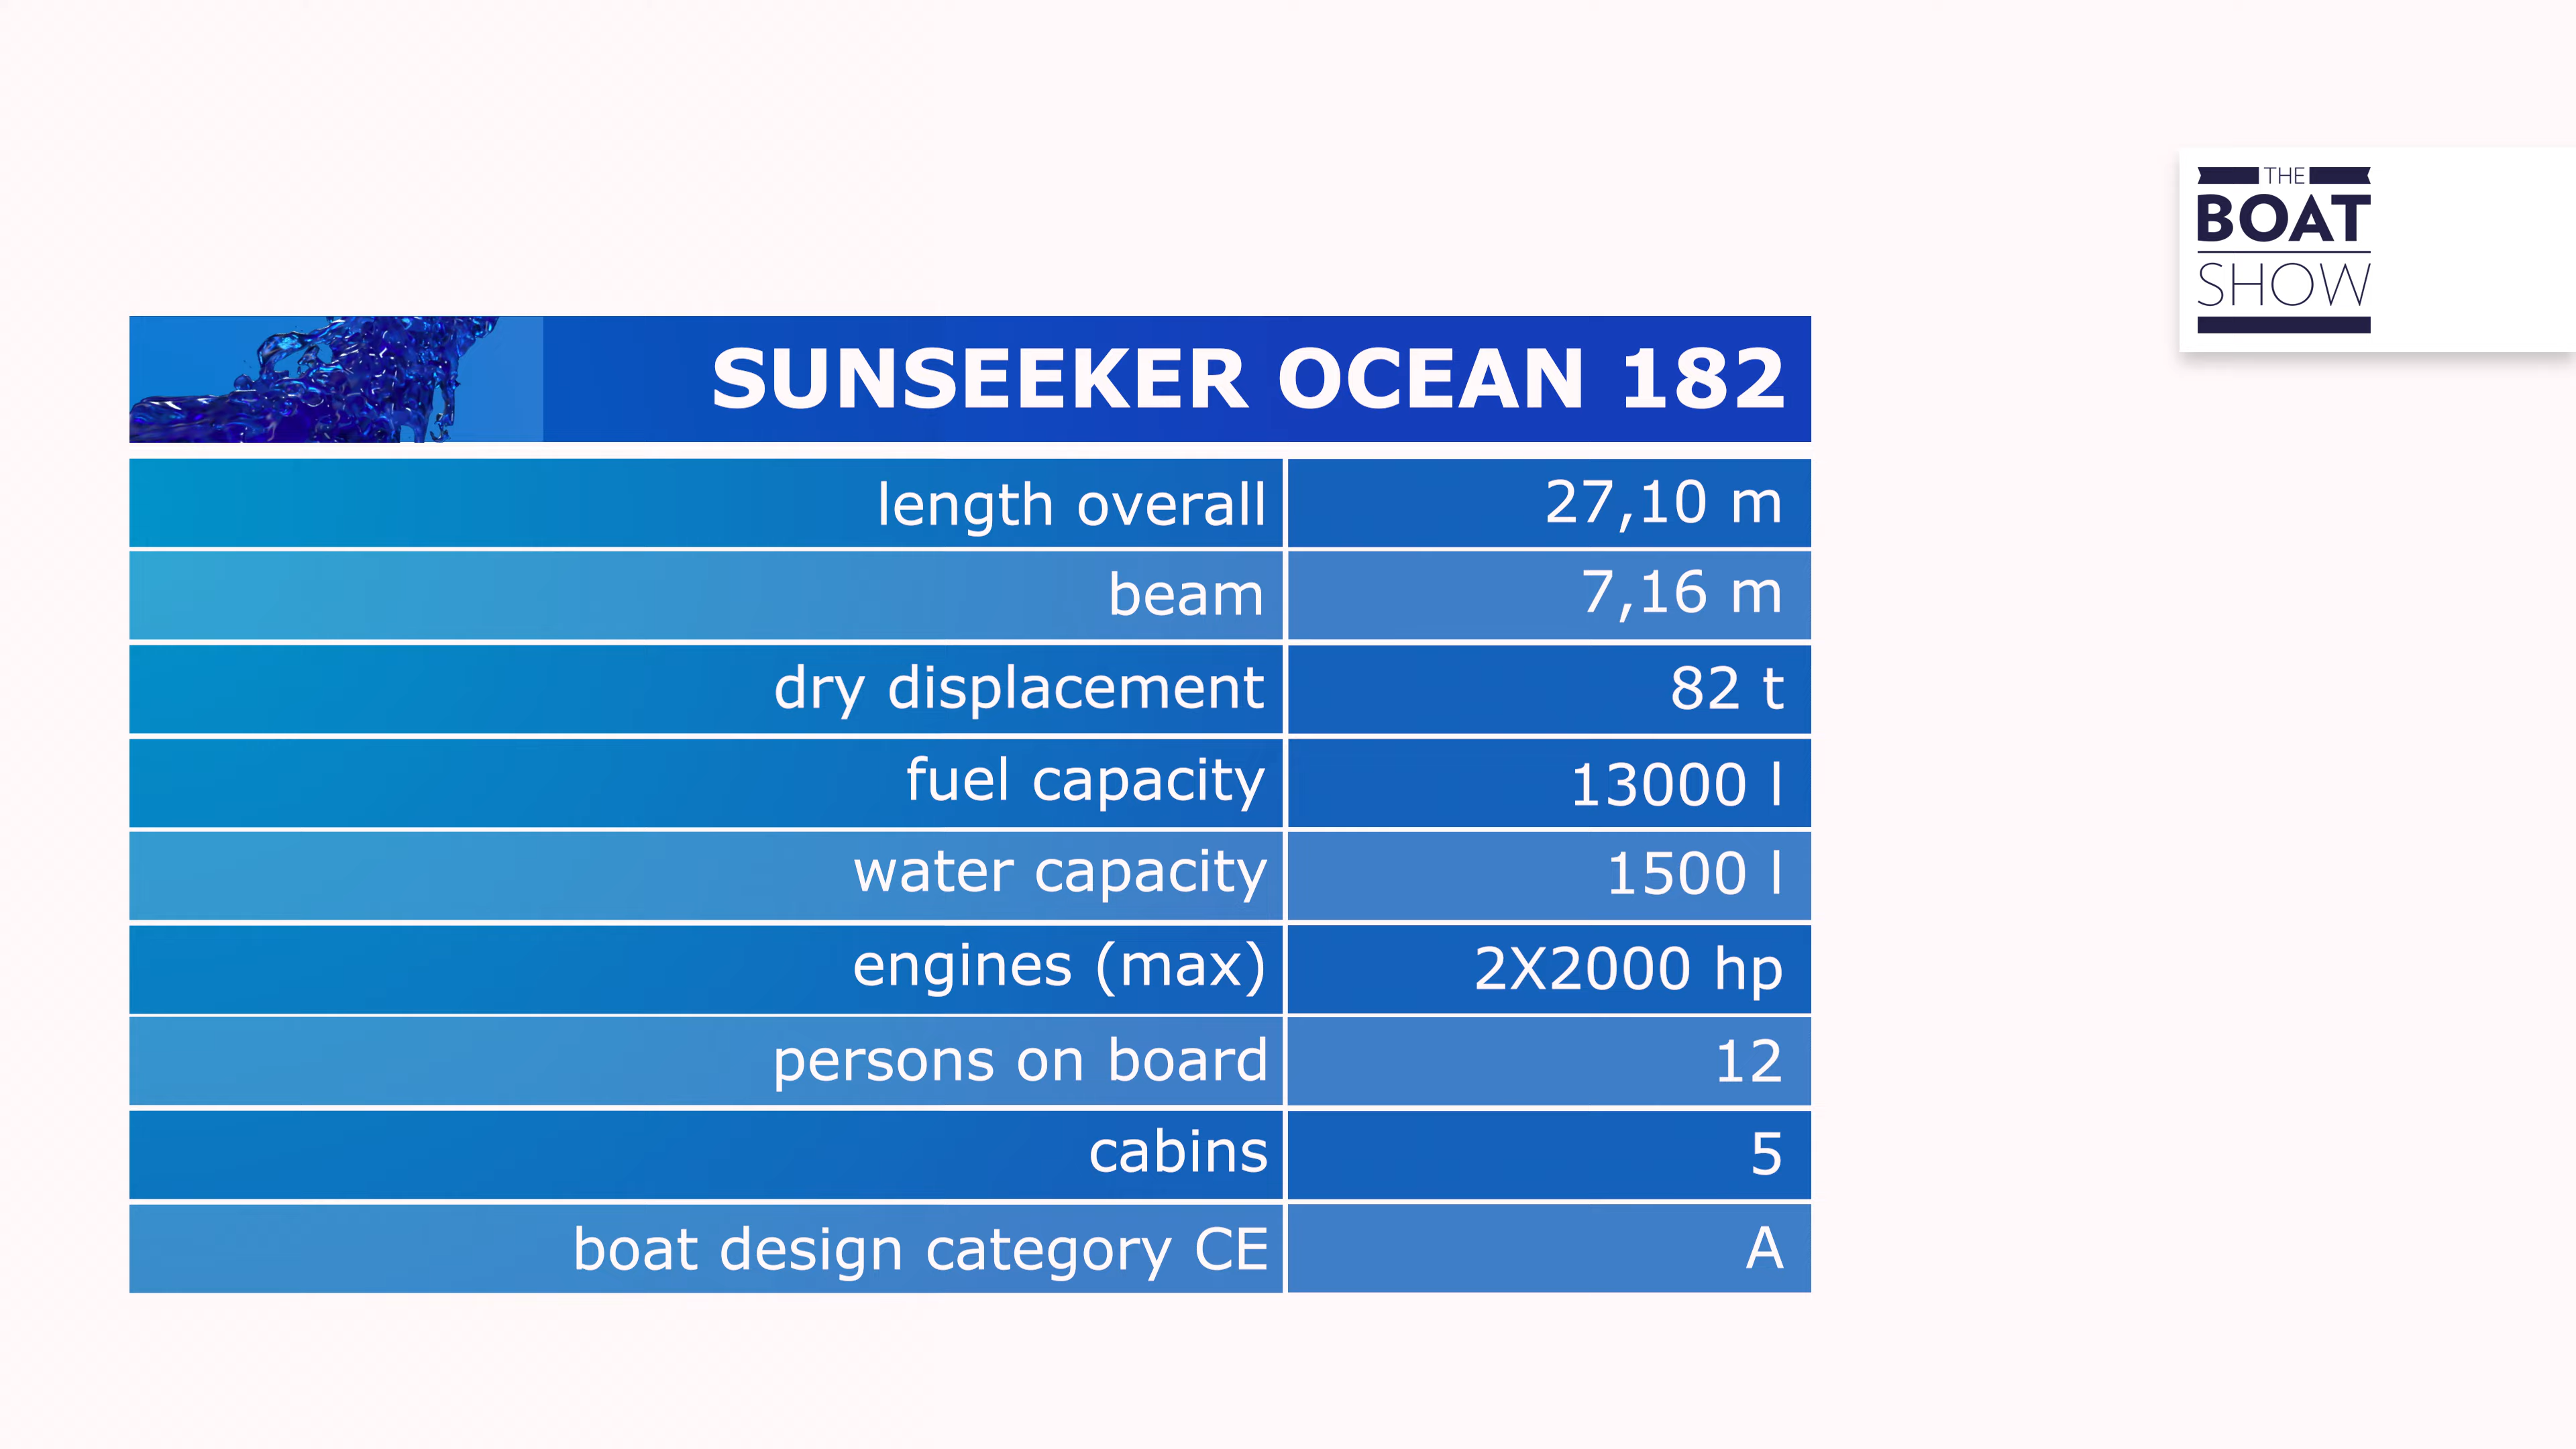 THE
BOAT
SHOW
SUNSEEKER OCEAN 182
length overall 27,10 m
beam 7,16 m
dry displacement 82 t
fuel capacity 13000 l
water capacity 1500 l
engines (max) 2X2000 hp
persons on board 12
cabins 5
boat design category CE A